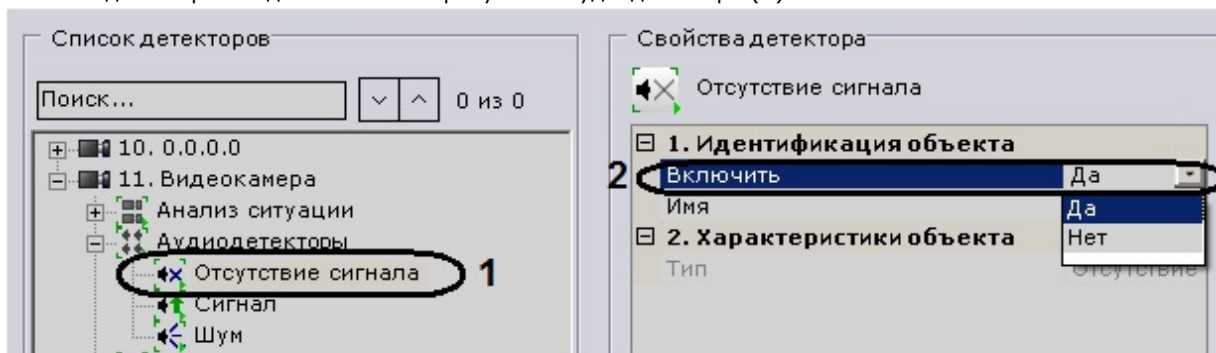 Список детекторов
Поиск...
0 из 0
10. 0.0.0.0
11. Видеокамера
Анализ ситуации
Аудиодетекторы
Отсутствие сигнала
1
Сигнал
Шум
Свойства детектора
Отсутствие сигнала
1. Идентификация объекта
2
Включить Да
Имя
Да
Нет
2. Характеристики объекта
Тип Отсутствие